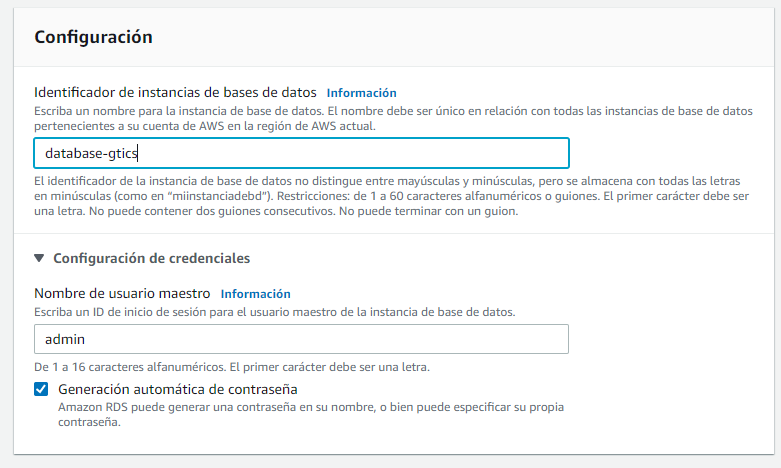 Configuración
Identificador de instancias de bases de datos Información
Escriba un nombre para la instancia de base de datos. El nombre debe ser único en relación con todas las instancias de base de datos
pertenecientes a su cuenta de AWS en la región de AWS actual.
database-gtics
El identificador de la instancia de base de datos no distingue entre mayúsculas y minúsculas, pero se almacena con todas las letras
en minúsculas (como en “miinstanciadebd”). Restricciones: de 1 a 60 caracteres alfanuméricos o guiones. El primer carácter debe ser
una letra. No puede contener dos guiones consecutivos. No puede terminar con un guion.
Configuración de credenciales
Nombre de usuario maestro Información
Escriba un ID de inicio de sesión para el usuario maestro de la instancia de base de datos.
admin
De 1 a 16 caracteres alfanuméricos. El primer carácter debe ser una letra.
Generación automática de contraseña
Amazon RDS puede generar una contraseña en su nombre, o bien puede especificar su propia
contraseña.